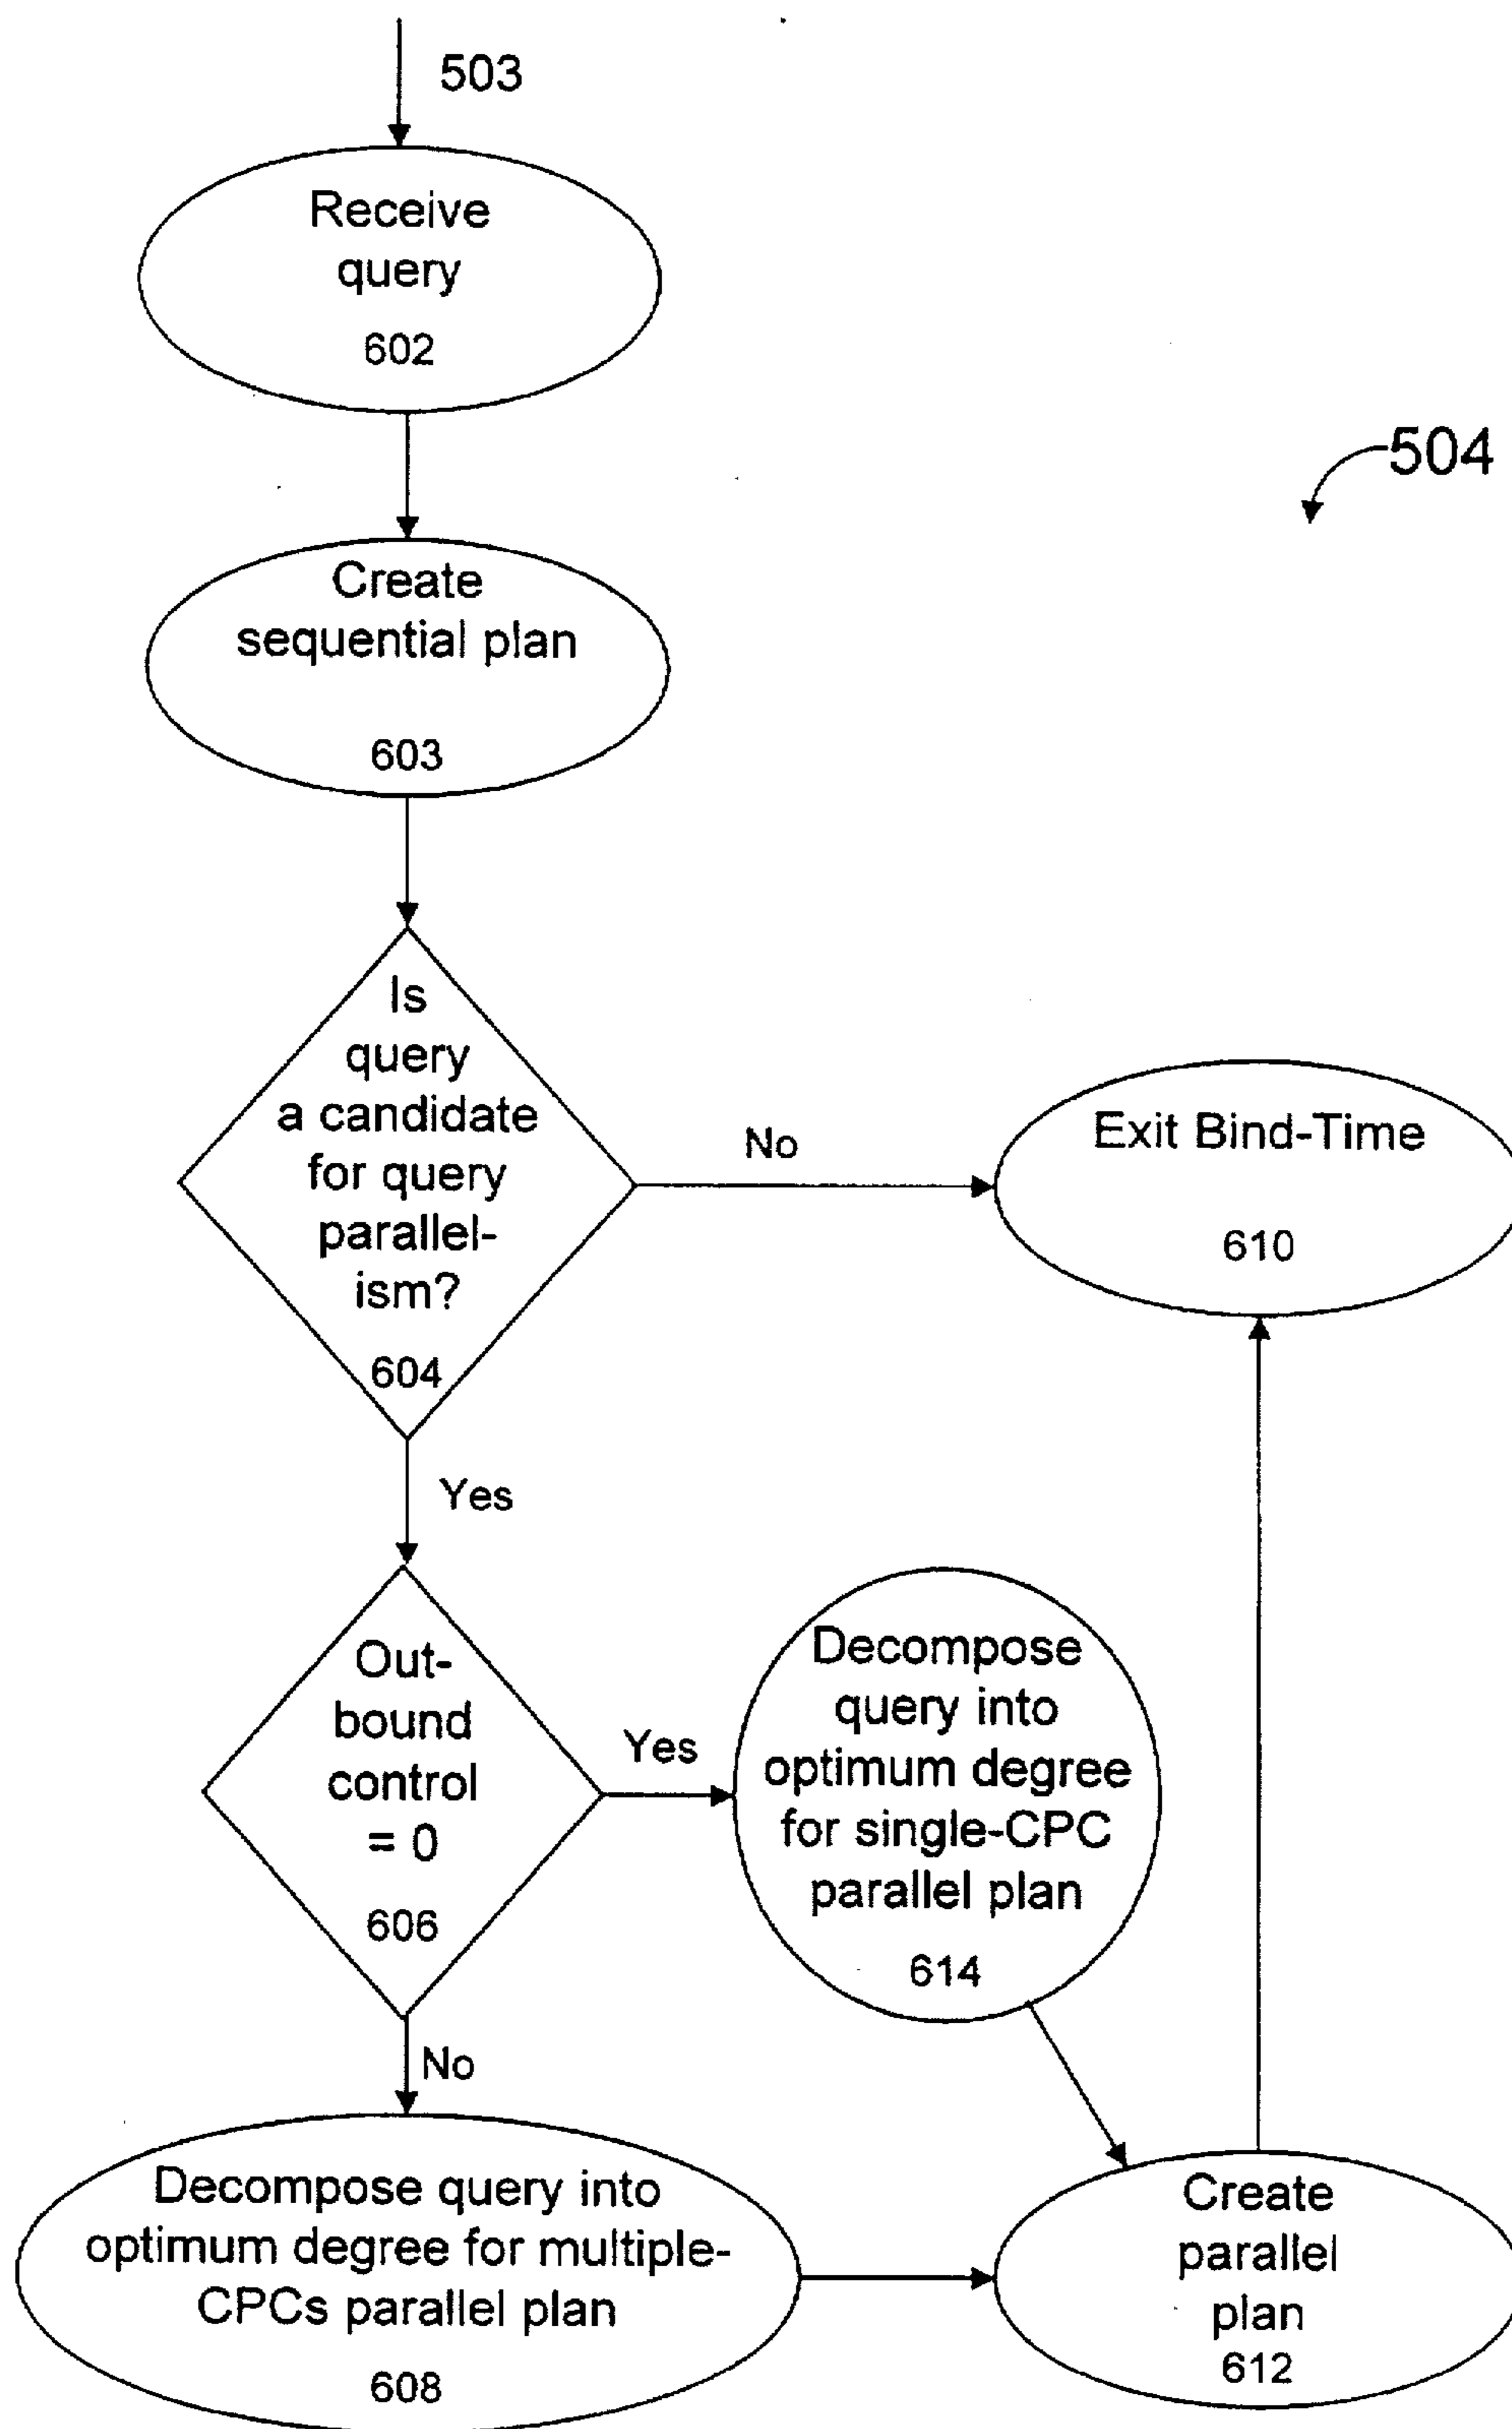 503
Receive
query
602
504
Create
sequential plan
603
Is
query
a candidate
for query
parallel-
ism?
604
No
Exit Bind-Time
610
Yes
Out-
bound
control
= 0
606
Yes
Decompose
query into
optimum degree
for single-CPC
parallel plan
614
No
Decompose query into
optimum degree for multiple-
CPCs parallel plan
608
Create
parallel
plan
612